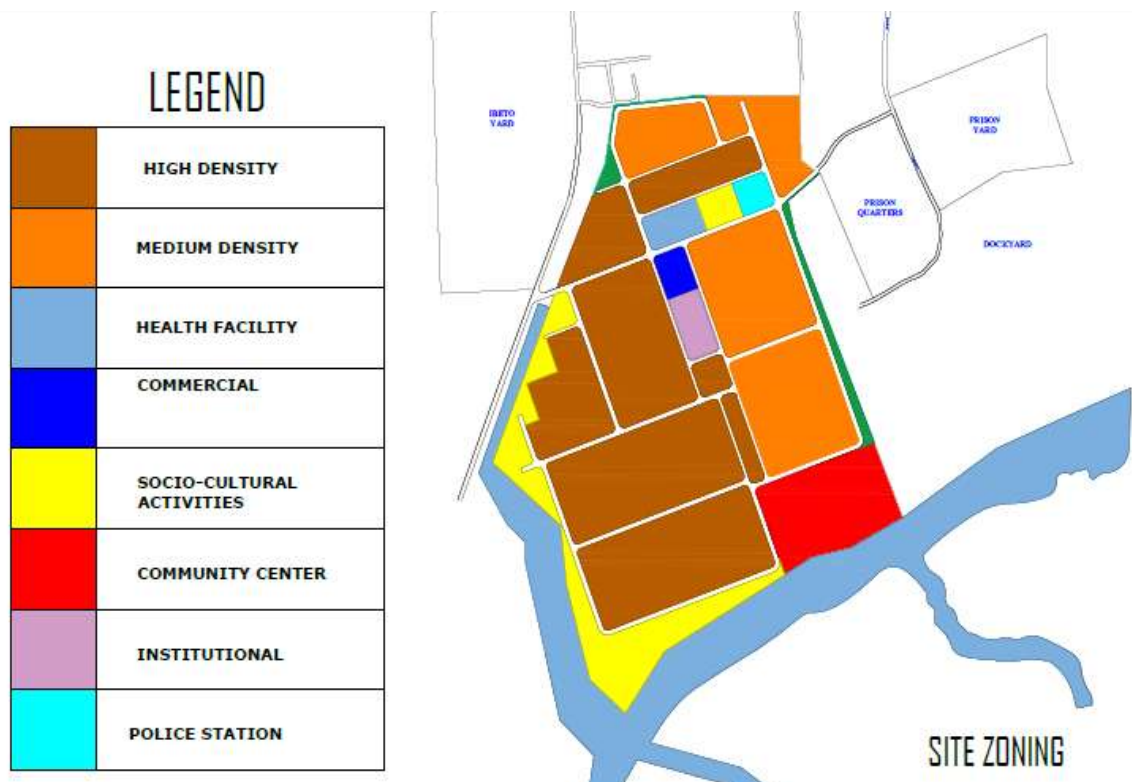 LEGEND
HIGH DENSITY
MEDIUM DENSITY
HEALTH FACILITY
COMMERCIAL
SOCIO-CULTURAL
ACTIVITIES
COMMUNITY CENTER
INSTITUTIONAL
POLICE STATION
IBETO
YARD
PRISON
YARD
PRISON
QUARTERS
DOCKYARD
SITE ZONING